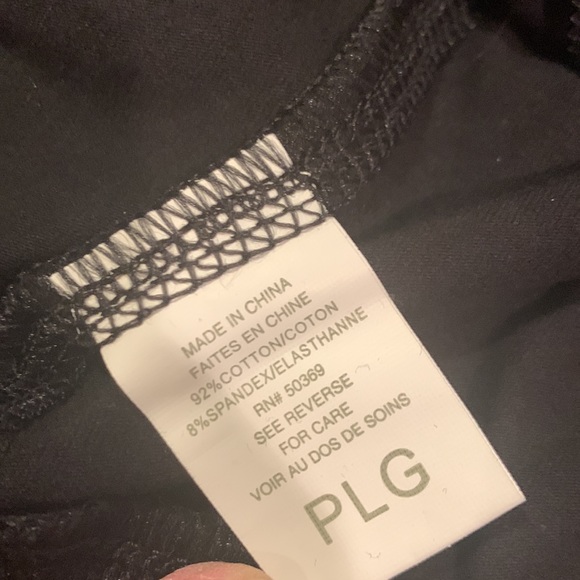 MADE IN CHINA
FAITES EN CHINE
92%COTTON/COTON
8%SPANDEX/ELASTHANNE
RN# 50369
SEE REVERSE
FOR CARE
VOIR AU DOS DE SOINS
PLG